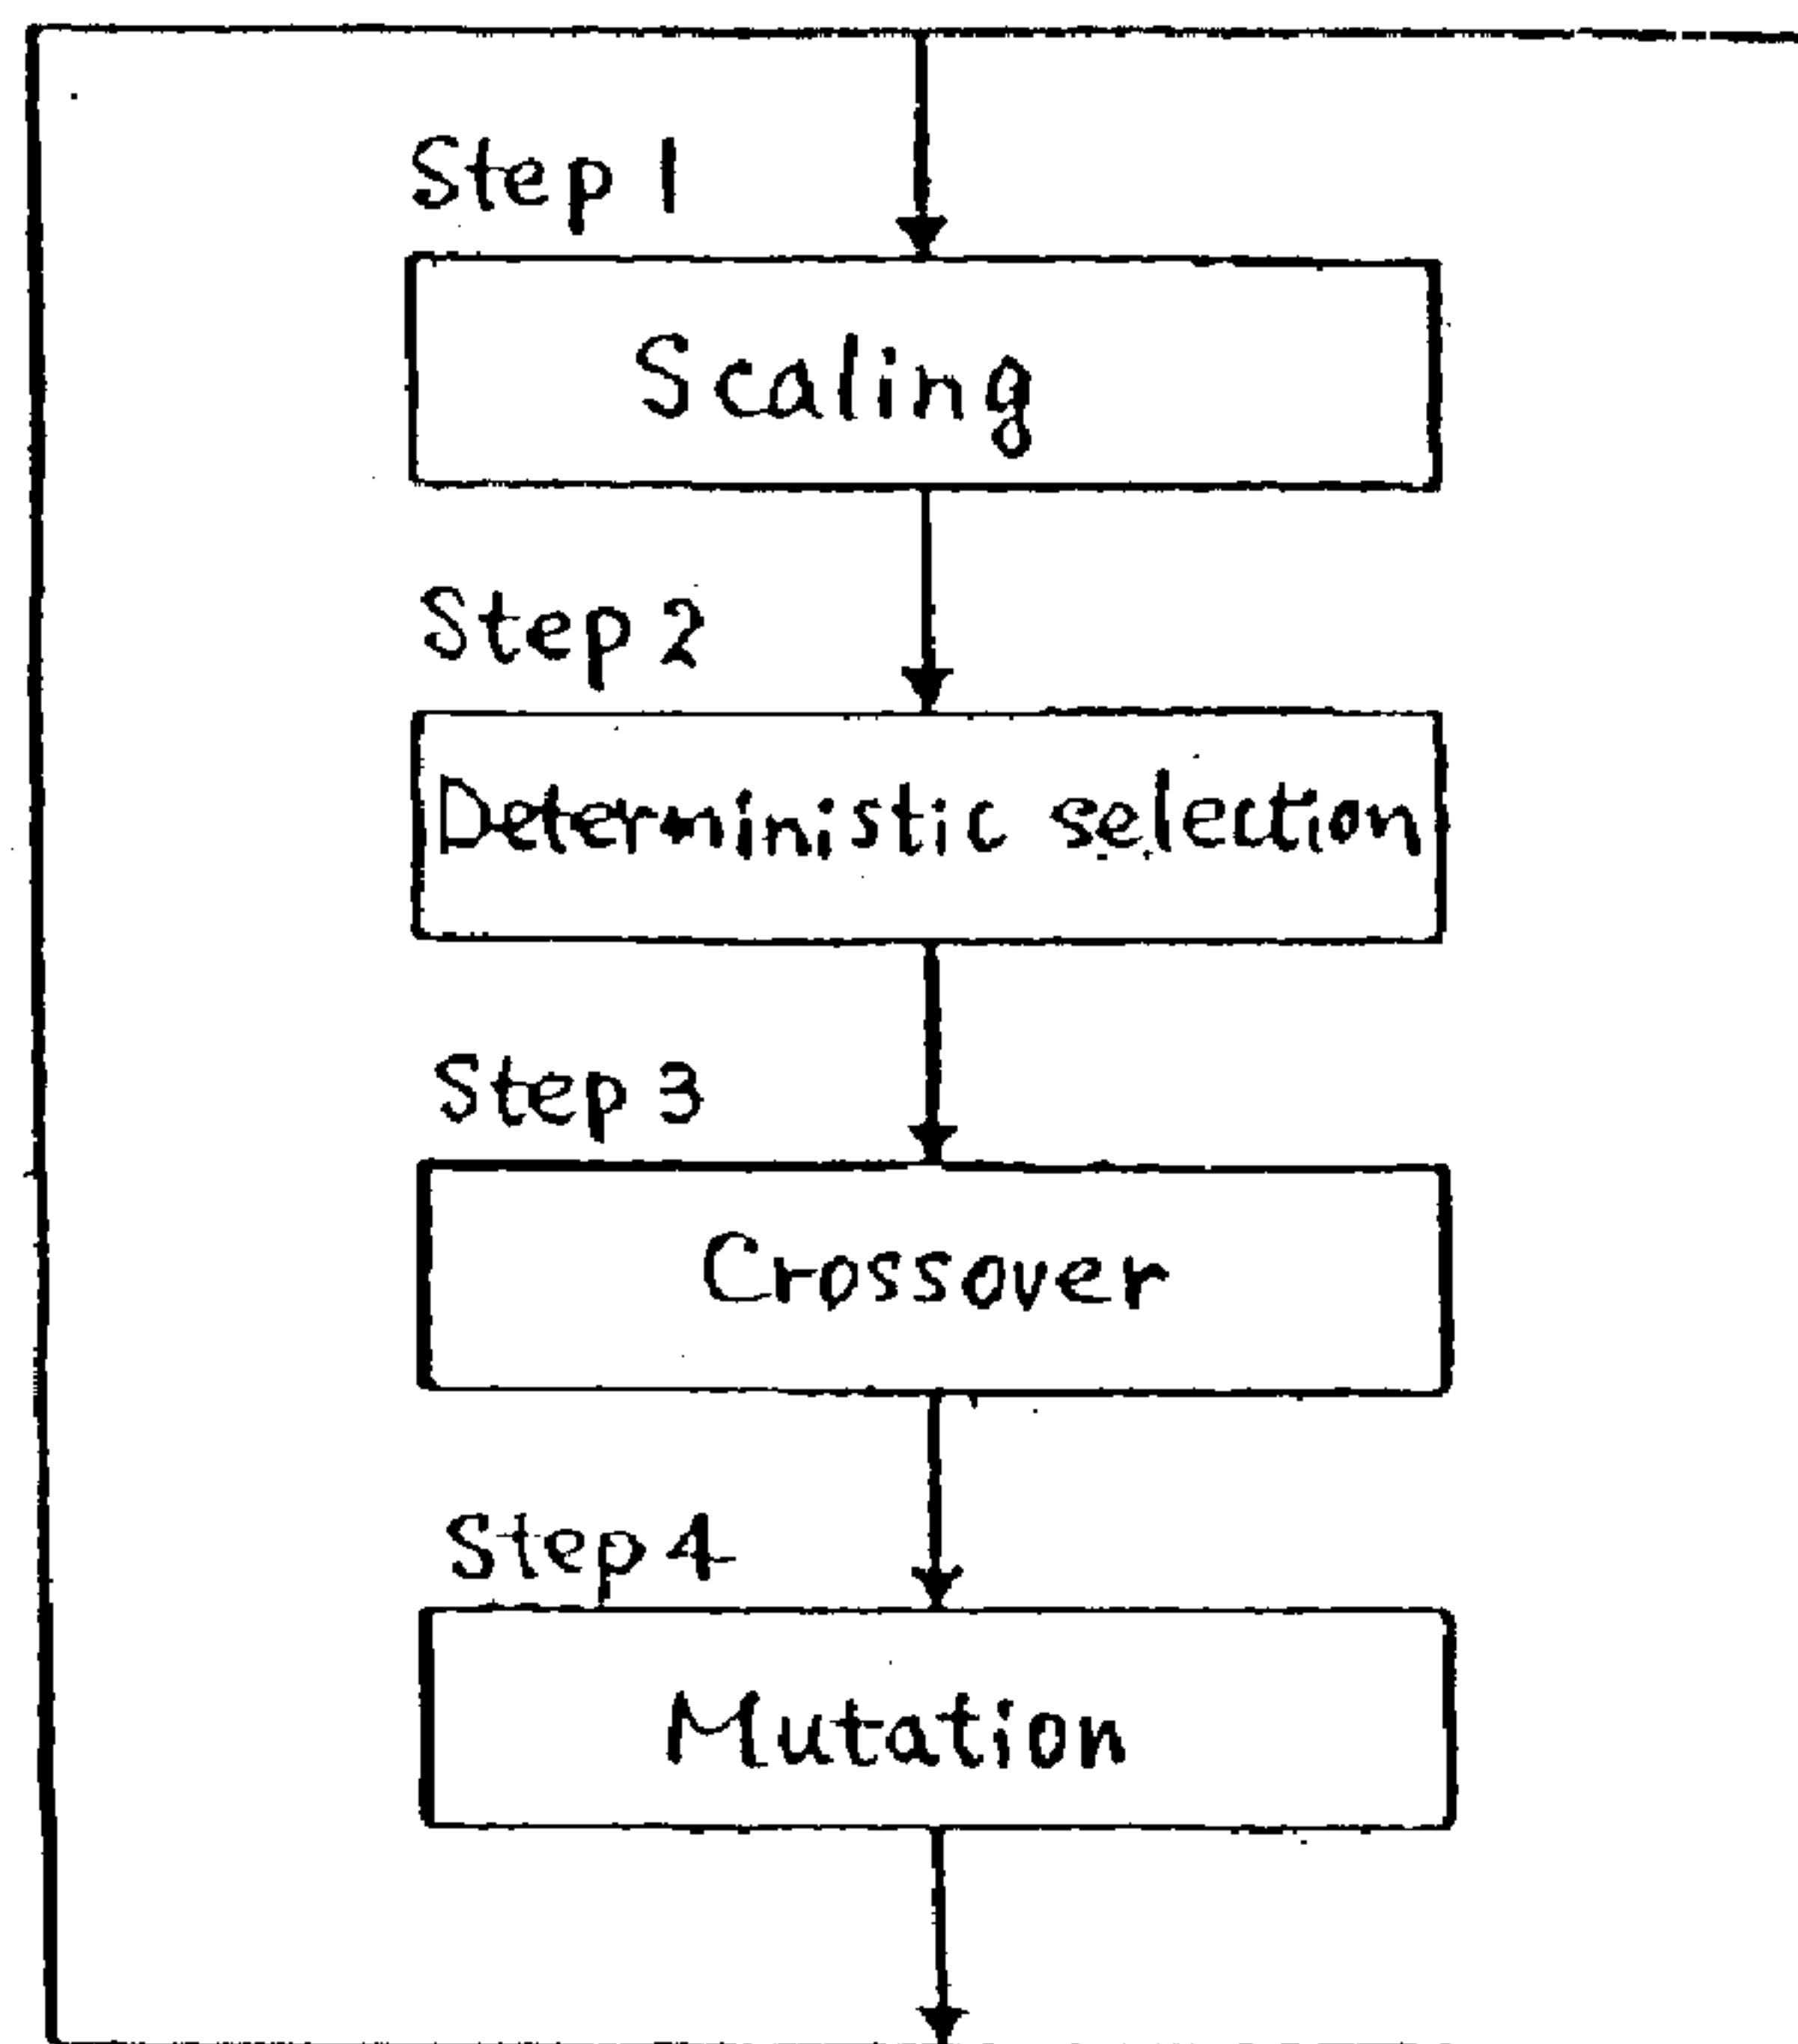 Step 1
Scaling
Step 2
Deterministic selection
Step 3
Crossover
Step 4
Mutation